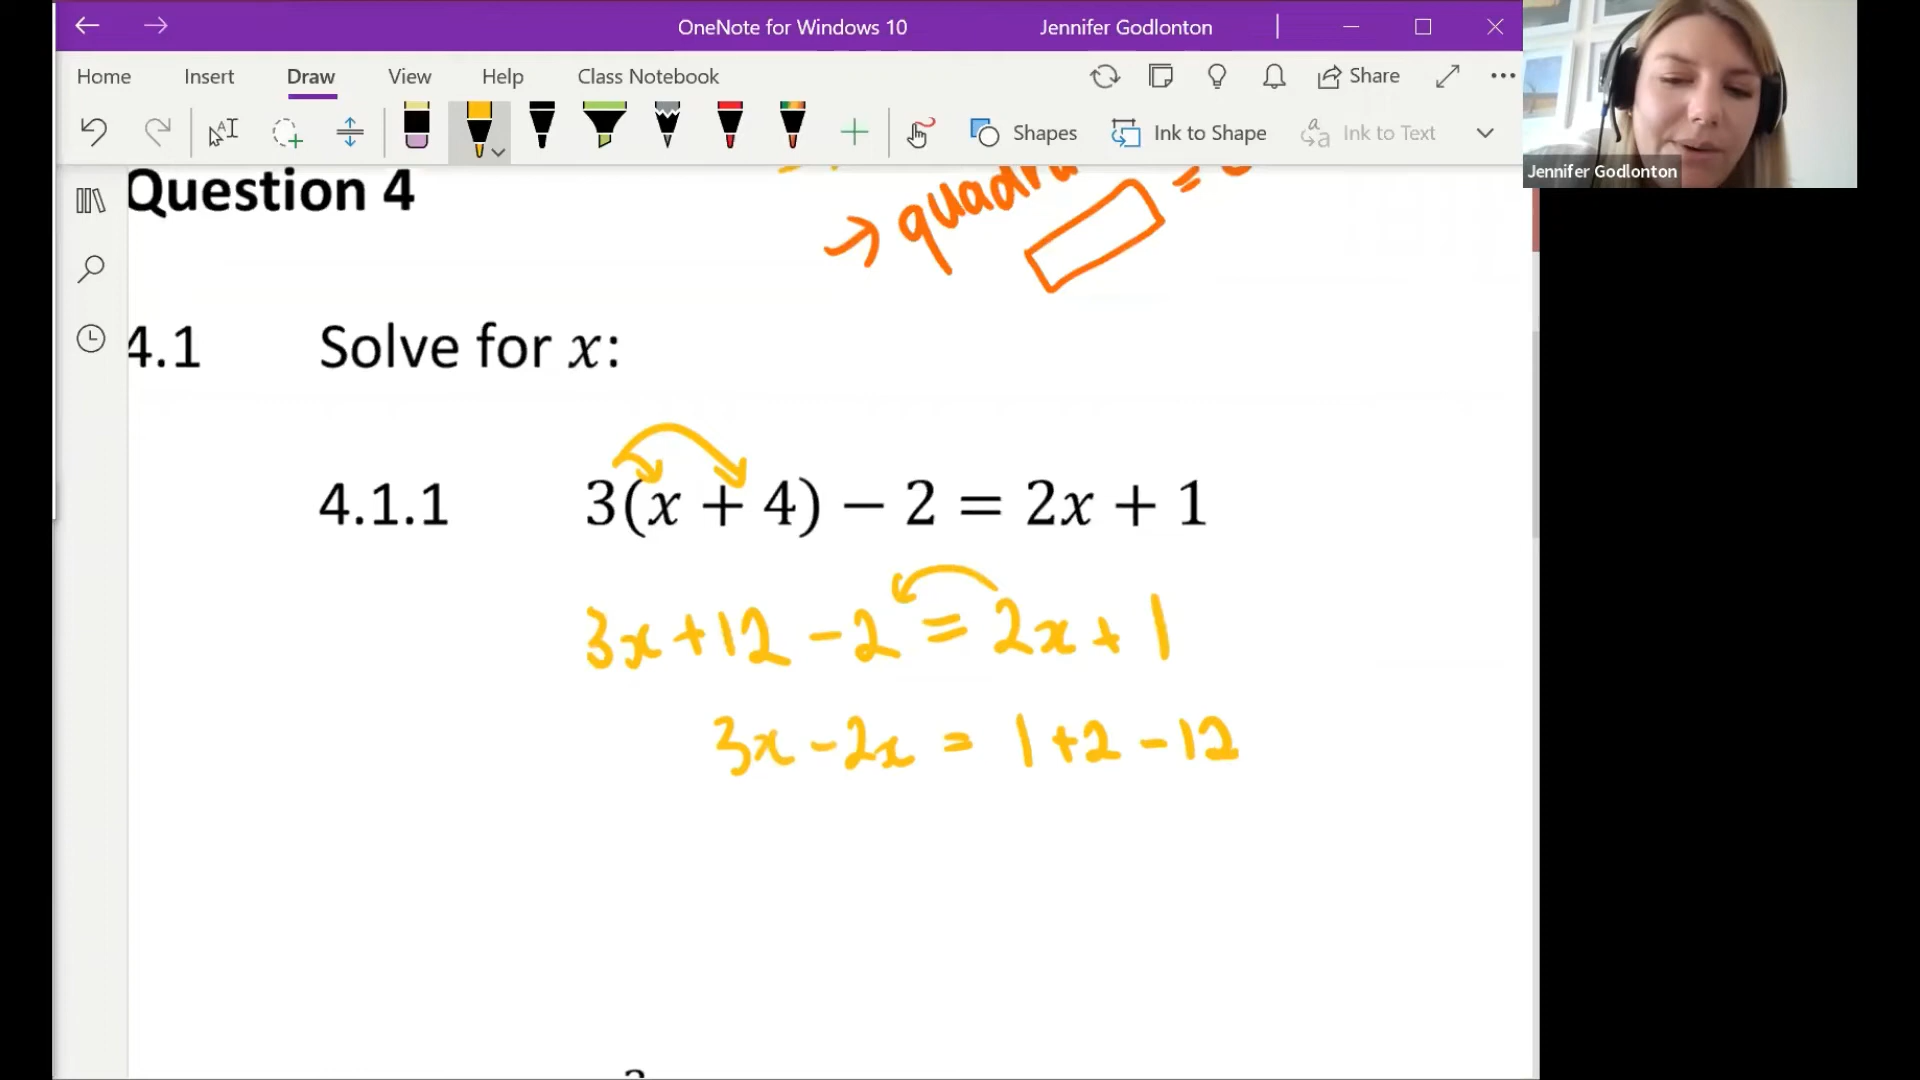 OneNote for Windows 10 Jennifer Godlonton
Home Insert Draw View Help Class Notebook Share
Shapes Ink to Shape Ink to Text
Jennifer Godlonton
Question 4
→
4.1 Solve for x:
4.1.1 3(x + 4) − 2 = 2x + 1
3x + 12 - 2 = 2x + 1
3x - 2x = 1 + 2 - 12